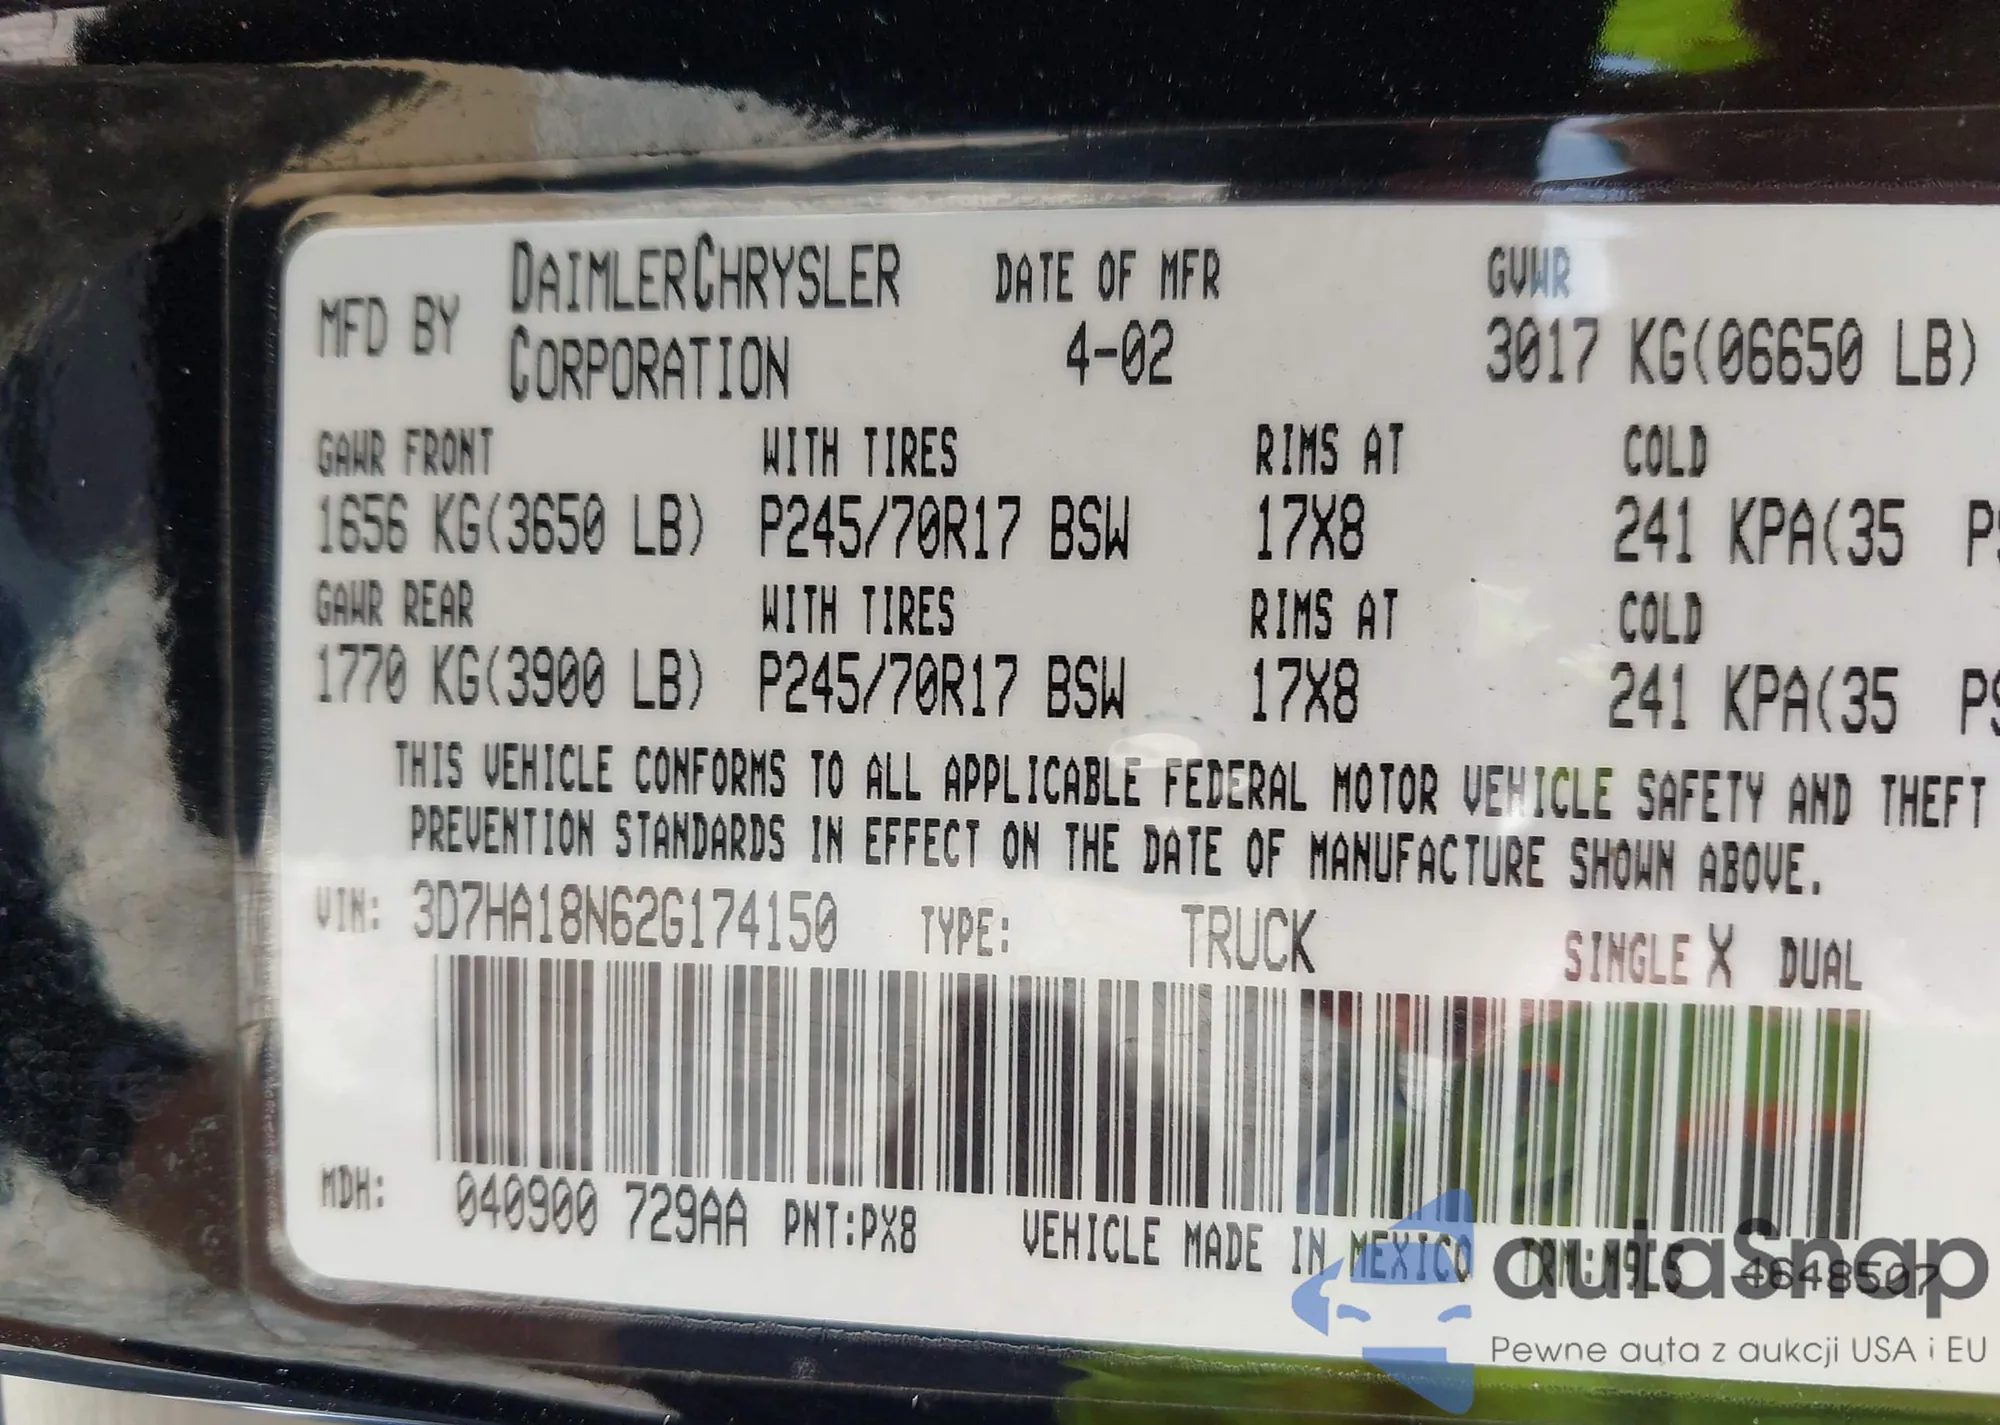 MFD BY DAIMLERCHRYSLER CORPORATION DATE OF MFR 4-02 GVWR 3017 KG(06650 LB)
GAWR FRONT WITH TIRES RIMS AT COLD
1656 KG(3650 LB) P245/70R17 BSW 17X8 241 KPA(35
GAWR REAR WITH TIRES RIMS AT COLD
1770 KG(3900 LB) P245/70R17 BSW 17X8 241 KPA(35
THIS VEHICLE CONFORMS TO ALL APPLICABLE FEDERAL MOTOR VEHICLE SAFETY AND THEFT
PREVENTION STANDARDS IN EFFECT ON THE DATE OF MANUFACTURE SHOWN ABOVE.
VIN: 3D7HA18N62G174150 TYPE: TRUCK SINGLE X DUAL
MDH: 040900 729AA PNT:PX8 VEHICLE MADE IN MEXICO TRM:M9L5 4648507
autaSnap
Pewne auta z aukcji USA i EU